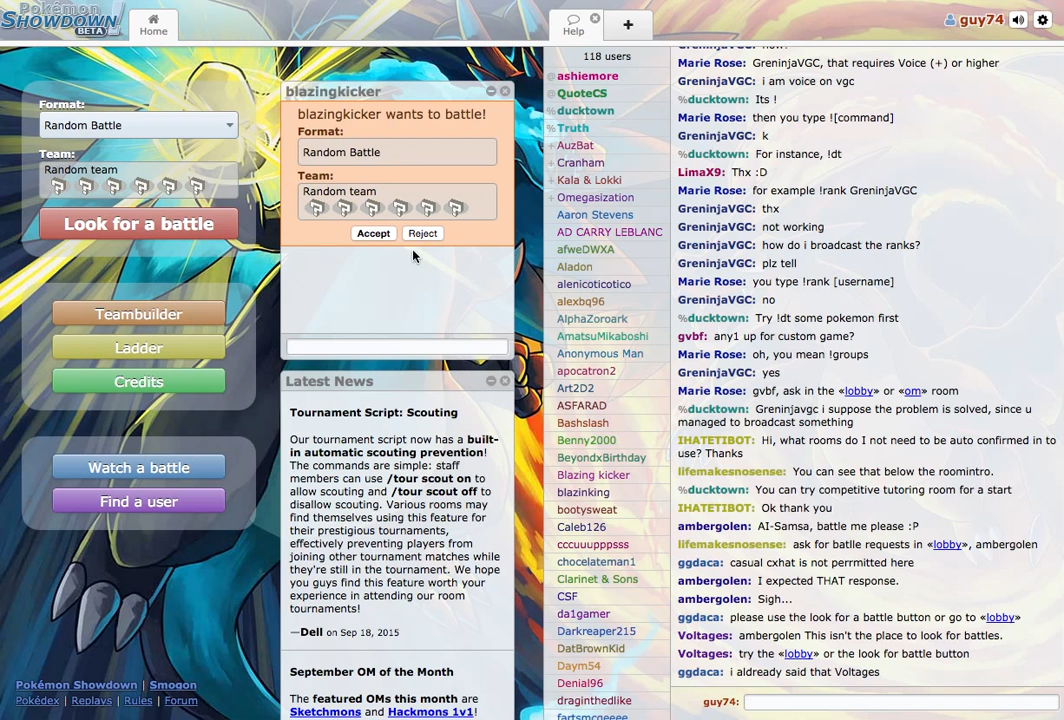 Pokémon
SHOWDOWN!
BETA
Home
Help
+
guy74
Format:
Random Battle
Team:
Random team
Look for a battle
Teambuilder
Ladder
Credits
Watch a battle
Find a user
Pokémon Showdown | Smogon
Pokédex | Replays | Rules | Forum
blazingkicker
blazingkicker wants to battle!
Format:
Random Battle
Team:
Random team
Accept Reject
Latest News
Tournament Script: Scouting
Our tournament script now has a built-
in automatic scouting prevention!
The commands are simple: staff
members can use /tour scout on to
allow scouting and /tour scout off to
disallow scouting. Various rooms may
find themselves using this feature for
their prestigious tournaments,
effectively preventing players from
joining other tournament matches while
they're still in the tournament. We hope
you guys find this feature worth your
experience in attending our room
tournaments!
—Dell on Sep 18, 2015
September OM of the Month
The featured OMs this month are
Sketchmons and Hackmons 1v1!
118 users
@ashiemore
@QuoteCS
%ducktown
%Truth
+AuzBat
+Cranham
+Kala & Lokki
+Omegasization
Aaron Stevens
AD CARRY LEBLANC
afweDWXA
Aladon
alenicoticotico
alexbq96
AlphaZoroark
AmatsuMikaboshi
Anonymous Man
apocatron2
Art2D2
ASFARAD
Bashslash
Benny2000
BeyondxBirthday
Blazing kicker
blazinking
bootysweat
Caleb126
cccuuupppsss
chocolateman1
Clarinet & Sons
CSF
da1gamer
Darkreaper215
DatBrownKid
Daym54
Denial96
draginthedlike
fartsmcgeeee
GreninjaVGC: how?
Marie Rose: GreninjaVGC, that requires Voice (+) or higher
GreninjaVGC: i am voice on vgc
%ducktown: Its !
Marie Rose: then you type ![command]
GreninjaVGC: k
%ducktown: For instance, !dt
LimaX9: Thx :D
Marie Rose: for example !rank GreninjaVGC
GreninjaVGC: thx
GreninjaVGC: not working
GreninjaVGC: how do i broadcast the ranks?
GreninjaVGC: plz tell
Marie Rose: you type !rank [username]
GreninjaVGC: no
%ducktown: Try !dt some pokemon first
gvbf: any1 up for custom game?
Marie Rose: oh, you mean !groups
GreninjaVGC: yes
Marie Rose: gvbf, ask in the «lobby» or «om» room
%ducktown: Greninjavgc i suppose the problem is solved, since u
managed to broadcast something
IHATETIBOT: Hi, what rooms do I not need to be auto confirmed in to
use? Thanks
lifemakesnosense: You can see that below the roomintro.
%ducktown: You can try competitive tutoring room for a start
IHATETIBOT: Ok thank you
ambergolen: AI-Samsa, battle me please :P
lifemakesnosense: ask for batlle requests in «lobby», ambergolen
ggdaca: casual cxhat is not perrmitted here
ambergolen: I expected THAT response.
ambergolen: Sigh...
ggdaca: please use the look for a battle button or go to «lobby»
Voltages: ambergolen This isn't the place to look for battles.
Voltages: try the «lobby» or the look for battle button
ggdaca: i aldready said that Voltages
guy74: